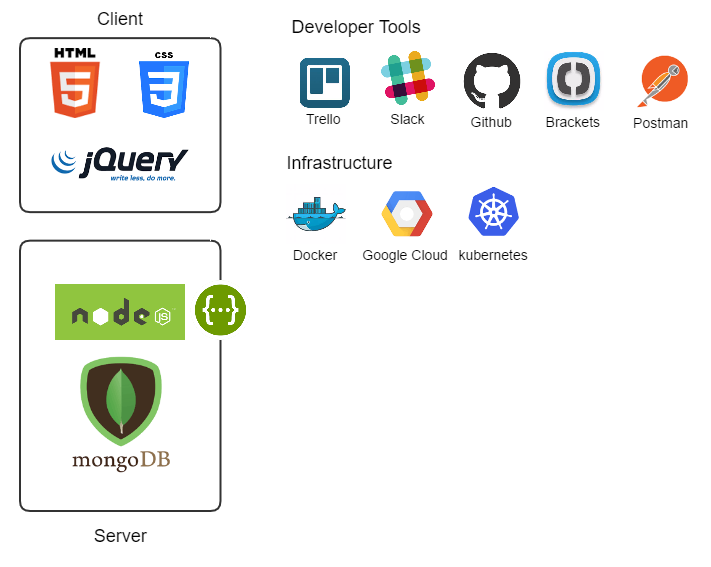 Client
HTML
5
CSS
3
jQuery
write less, do more.
Developer Tools
Trello
Slack
Github
Brackets
Postman
Infrastructure
Docker
Google Cloud
kubernetes
node
JS
{···}
mongoDB
Server